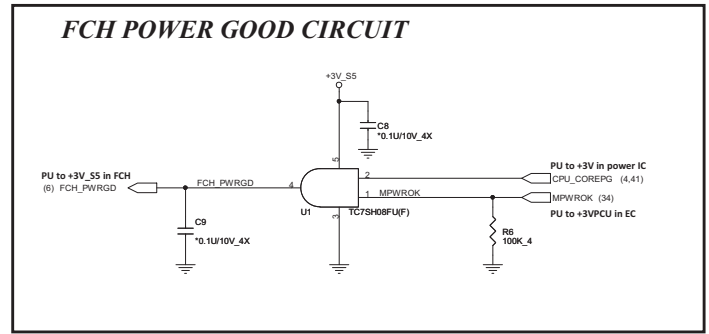 FCH POWER GOOD CIRCUIT
+3V_S5
C8
*0.1U/10V_4X
5
PU to +3V_S5 in FCH
(6) FCH_PWRGD
FCH_PWRGD
4
2
PU to +3V in power IC
CPU_COREPG (4,41)
1
MPWROK
MPWROK (34)
U1
3
TC7SH08FU(F)
PU to +3VPCU in EC
C9
*0.1U/10V_4X
R6
100K_4